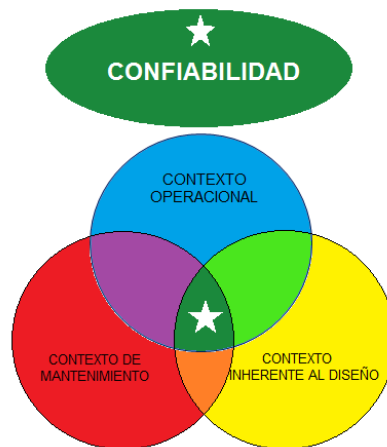 CONFIABILIDAD
CONTEXTO
OPERACIONAL
CONTEXTO DE
MANTENIMIENTO
CONTEXTO
INHERENTE AL DISEÑO